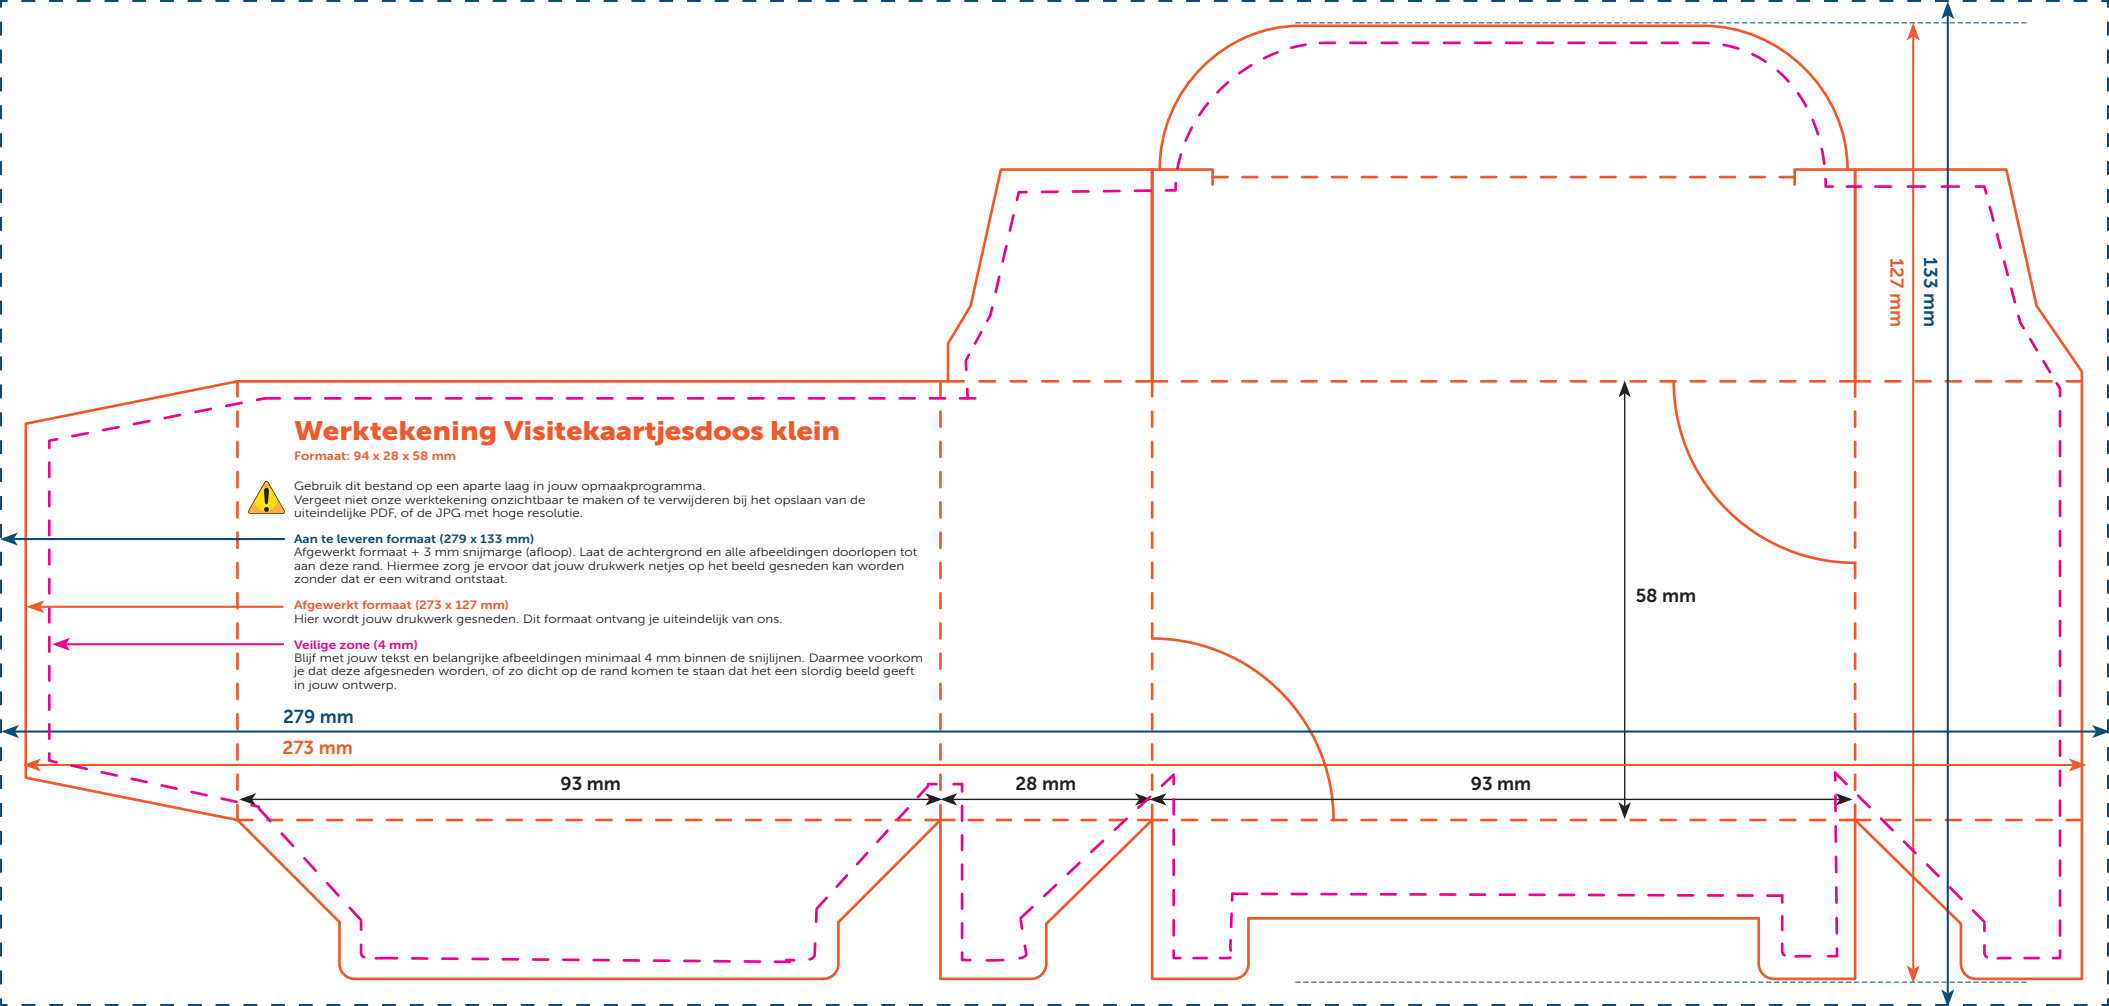 Werktekening Visitekaartjesdoos klein
Formaat: 94 x 28 x 58 mm
Gebruik dit bestand op een aparte laag in jouw opmaakprogramma.
Vergeet niet onze werktekening onzichtbaar te maken of te verwijderen bij het opslaan van de
uiteindelijke PDF, of de JPG met hoge resolutie.
Aan te leveren formaat (279 x 133 mm)
Afgewerkt formaat + 3 mm snijmarge (afloop). Laat de achtergrond en alle afbeeldingen doorlopen tot
aan deze rand. Hiermee zorg je ervoor dat jouw drukwerk netjes op het beeld gesneden kan worden
zonder dat er een witrand ontstaat.
Afgewerkt formaat (273 x 127 mm)
Hier wordt jouw drukwerk gesneden. Dit formaat ontvang je uiteindelijk van ons.
Veilige zone (4 mm)
Blijf met jouw tekst en belangrijke afbeeldingen minimaal 4 mm binnen de snijlijnen. Daarmee voorkom
je dat deze afgesneden worden, of zo dicht op de rand komen te staan dat het een slordig beeld geeft
in jouw ontwerp.
279 mm
273 mm
93 mm
28 mm
93 mm
58 mm
127 mm
133 mm